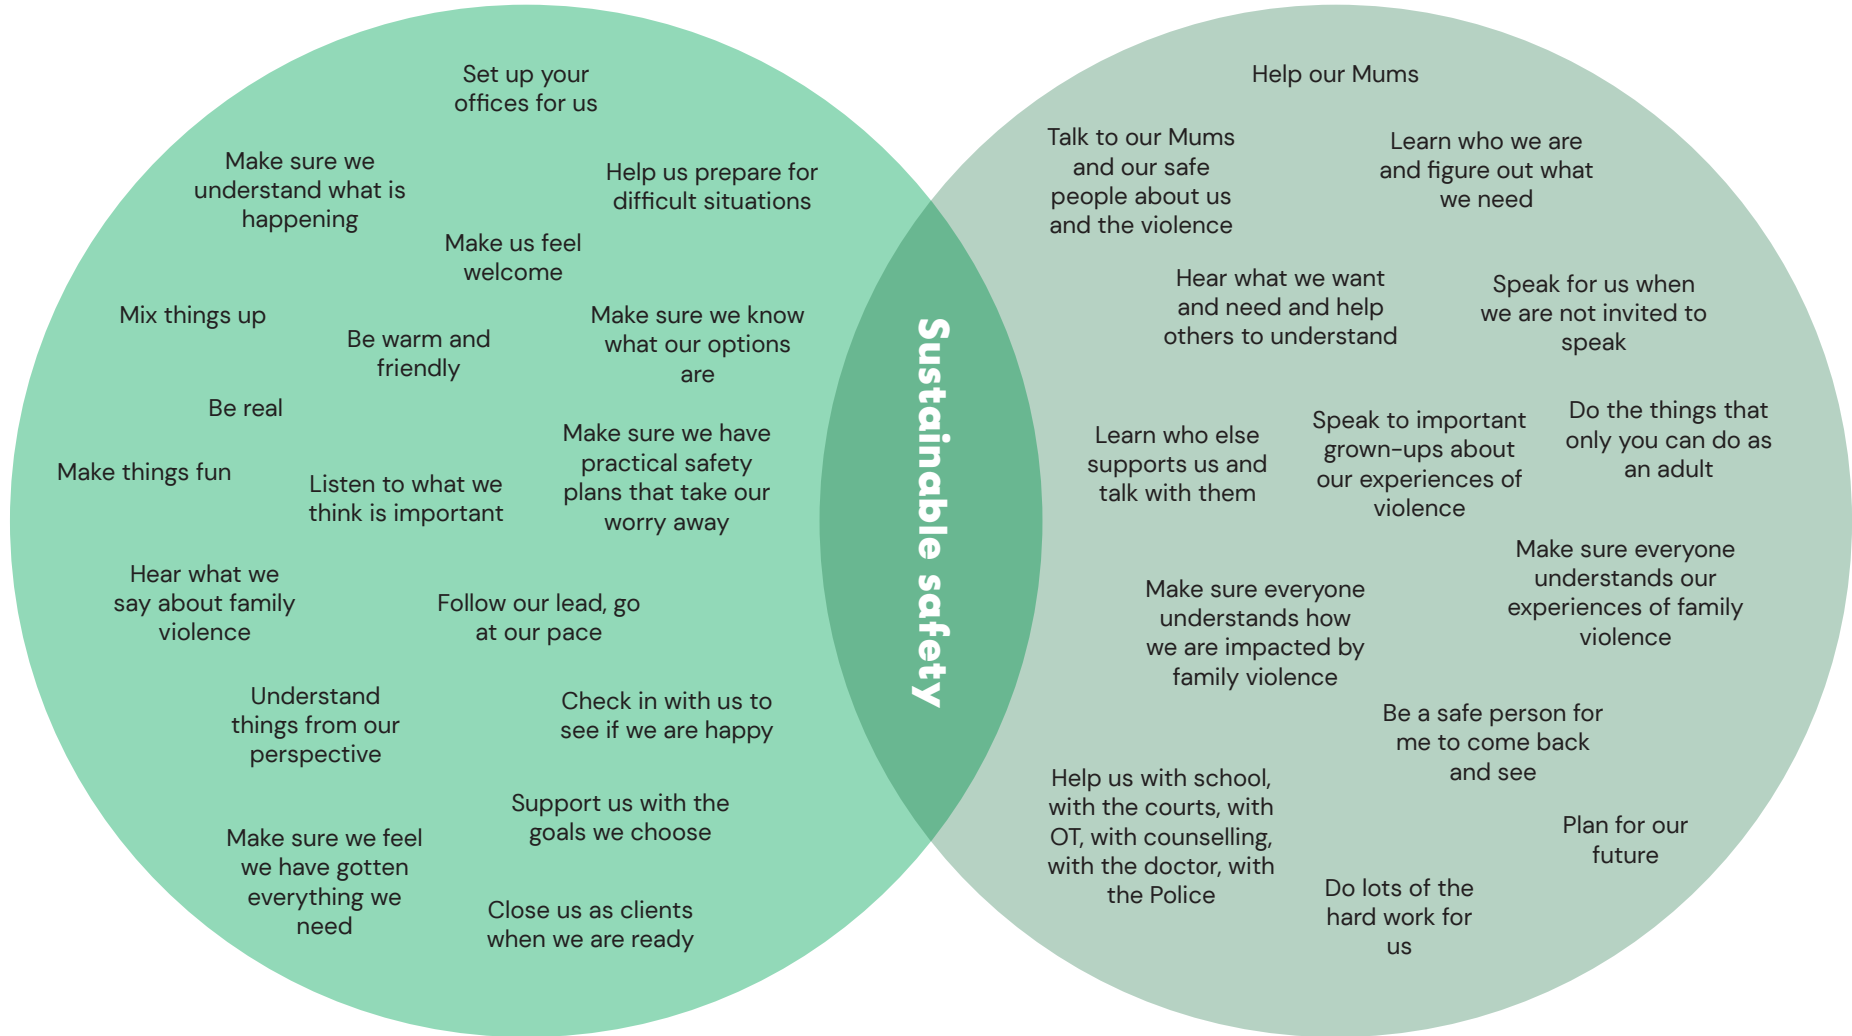 Set up your
offices for us
Make sure we
understand what is
happening
Help us prepare for
difficult situations
Make us feel
welcome
Mix things up
Be warm and
friendly
Make sure we know
what our options
are
Be real
Make things fun
Listen to what we
think is important
Make sure we have
practical safety
plans that take our
worry away
Hear what we
say about family
violence
Follow our lead, go
at our pace
Understand
things from our
perspective
Check in with us to
see if we are happy
Support us with the
goals we choose
Make sure we feel
we have gotten
everything we
need
Close us as clients
when we are ready
Sustainable safety
Help our Mums
Talk to our Mums
and our safe
people about us
and the violence
Learn who we are
and figure out what
we need
Hear what we want
and need and help
others to understand
Speak for us when
we are not invited to
speak
Learn who else
supports us and
talk with them
Speak to important
grown-ups about
our experiences of
violence
Do the things that
only you can do as
an adult
Make sure everyone
understands how
we are impacted by
family violence
Make sure everyone
understands our
experiences of family
violence
Be a safe person for
me to come back
and see
Help us with school,
with the courts, with
OT, with counselling,
with the doctor, with
the Police
Plan for our
future
Do lots of the
hard work for
us